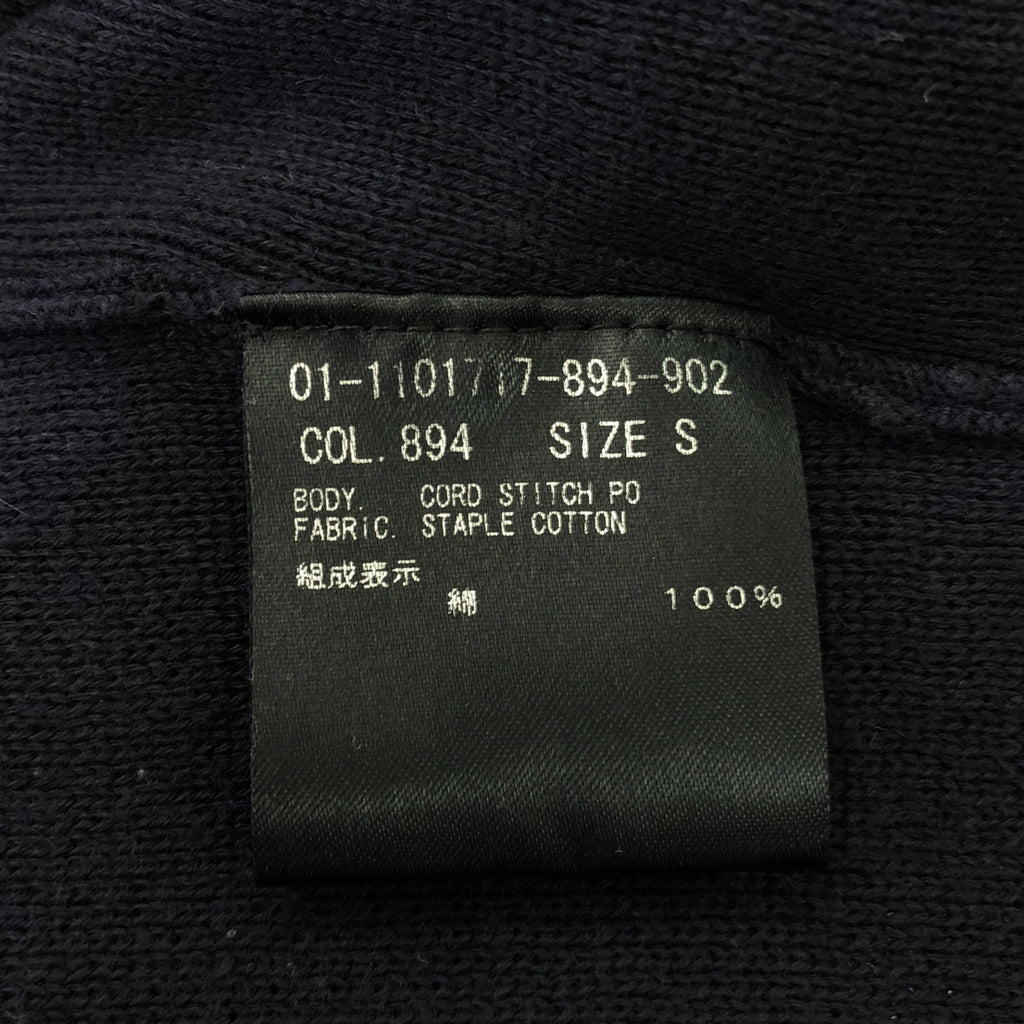 01-1101717-894-902
COL. 894 SIZE S
BODY. CORD STITCH PO
FABRIC. STAPLE COTTON
組成表示
綿 100%